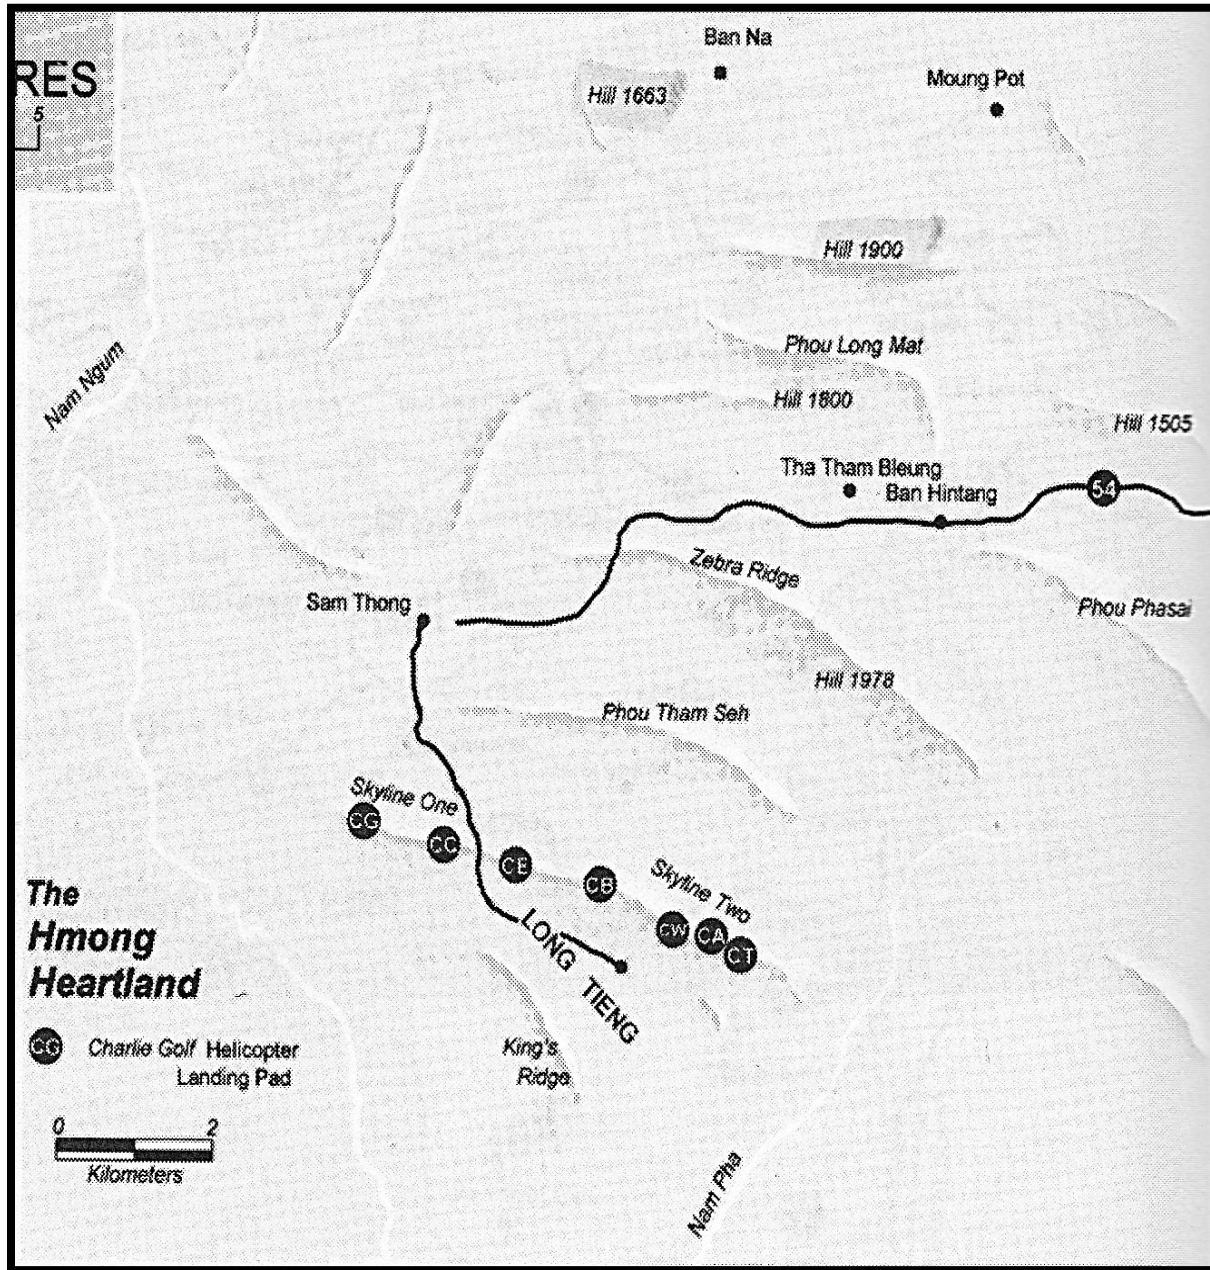 Ban Na
RES
Moung Pot
Hill 1663
5
Hill 1900
Nam Ngum
Phou Long Mat
Hill 1800
Hill 1505
Tha Tham Bleung
Ban Hintang
54
Zebra Ridge
Sam Thong
Phou Phasai
Hill 1978
Phou Tham Seh
Skyline One
CG
CC
CE
CB
Skyline Two
CW
CA
CT
The
Hmong
Heartland
LONG TIENG
CG
Charlie Golf Helicopter
Landing Pad
King's
Ridge
0 2
Kilometers
Nam Pha